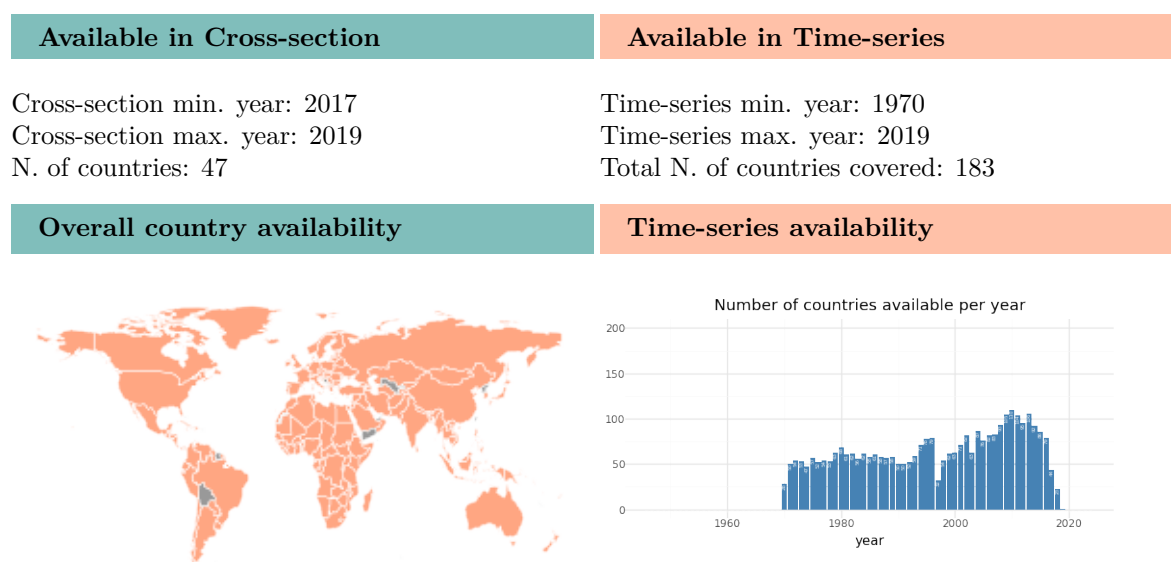 Available in Cross-section
Available in Time-series
Cross-section min. year: 2017
Cross-section max. year: 2019
N. of countries: 47
Time-series min. year: 1970
Time-series max. year: 2019
Total N. of countries covered: 183
Overall country availability
Time-series availability
Number of countries available per year
200
150
100
50
0
1960
1980
2000
2020
year